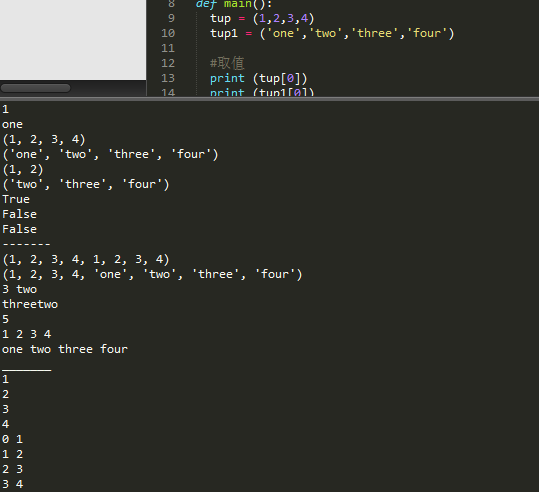 8 def main():
9 tup = (1,2,3,4)
10 tup1 = ('one','two','three','four')
11
12 #取值
13 print (tup[0])
14 print (tup1[0])
1
one
(1, 2, 3, 4)
('one', 'two', 'three', 'four')
(1, 2)
('two', 'three', 'four')
True
False
False
-------
(1, 2, 3, 4, 1, 2, 3, 4)
(1, 2, 3, 4, 'one', 'two', 'three', 'four')
3 two
threetwo
5
1 2 3 4
one two three four
_______
1
2
3
4
0 1
1 2
2 3
3 4